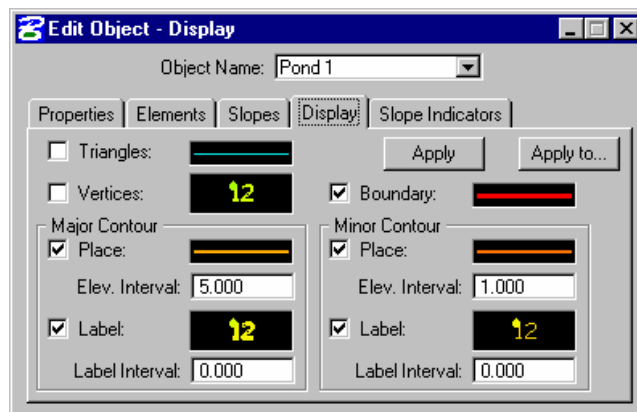 Edit Object - Display
Object Name: Pond 1
Properties Elements Slopes Display Slope Indicators
Triangles: Apply Apply to...
Vertices: 12 Boundary:
Major Contour Minor Contour
Place: Place:
Elev. Interval: 5.000 Elev. Interval: 1.000
Label: 12 Label: 12
Label Interval: 0.000 Label Interval: 0.000